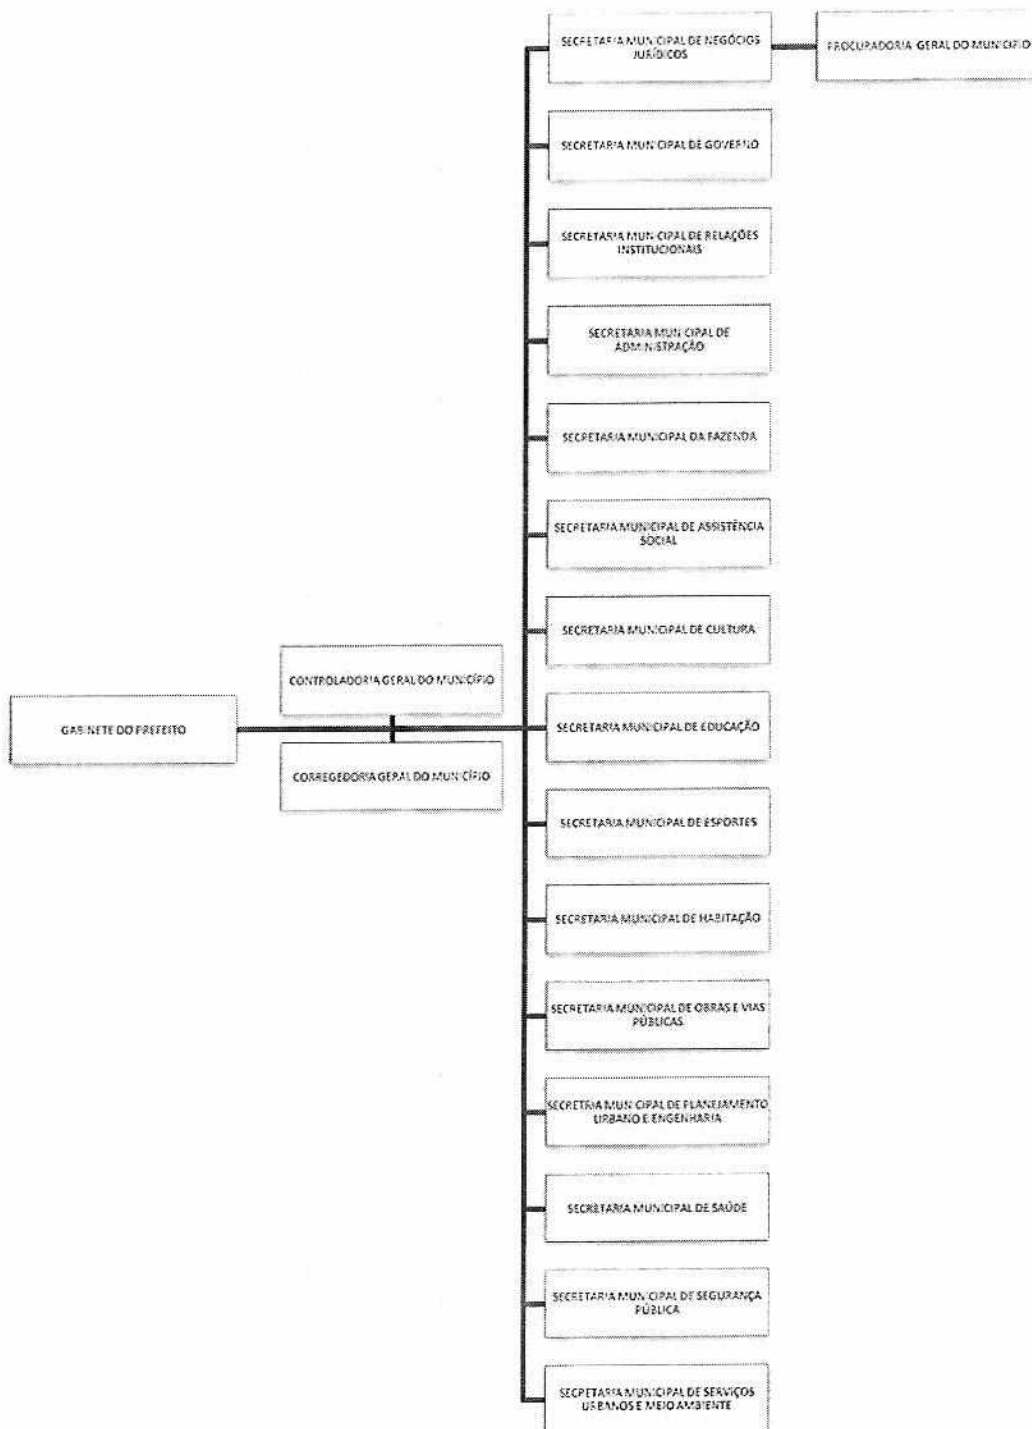 SECRETARIA MUNICIPAL DE NEGÓCIOS
JURÍDICOS
PROCURADORIA GERAL DO MUNICIPIO
SECRETARIA MUNICIPAL DE GOVERNO
SECRETARIA MUNICIPAL DE RELAÇÕES
INSTITUCIONAIS
SECRETARIA MUNICIPAL DE
ADMINISTRAÇÃO
SECRETARIA MUNICIPAL DA FAZENDA
SECRETARIA MUNICIPAL DE ASSISTÊNCIA
SOCIAL
SECRETARIA MUNICIPAL DE CULTURA
CONTROLADORIA GERAL DO MUNICÍPIO
GABINETE DO PREFEITO
SECRETARIA MUNICIPAL DE EDUCAÇÃO
CORREGEDORIA GERAL DO MUNICÍPIO
SECRETARIA MUNICIPAL DE ESPORTES
SECRETARIA MUNICIPAL DE HABITAÇÃO
SECRETARIA MUNICIPAL DE OBRAS E VIAS
PÚBLICAS
SECRETRIA MUNICIPAL DE PLANEJAMENTO
URBANO E ENGENHARIA
SECRETARIA MUNICIPAL DE SAÚDE
SECRETARIA MUNICIPAL DE SEGURANÇA
PÚBLICA
SECRETARIA MUNICIPAL DE SERVIÇOS
URBANOS E MEIO AMBIENTE